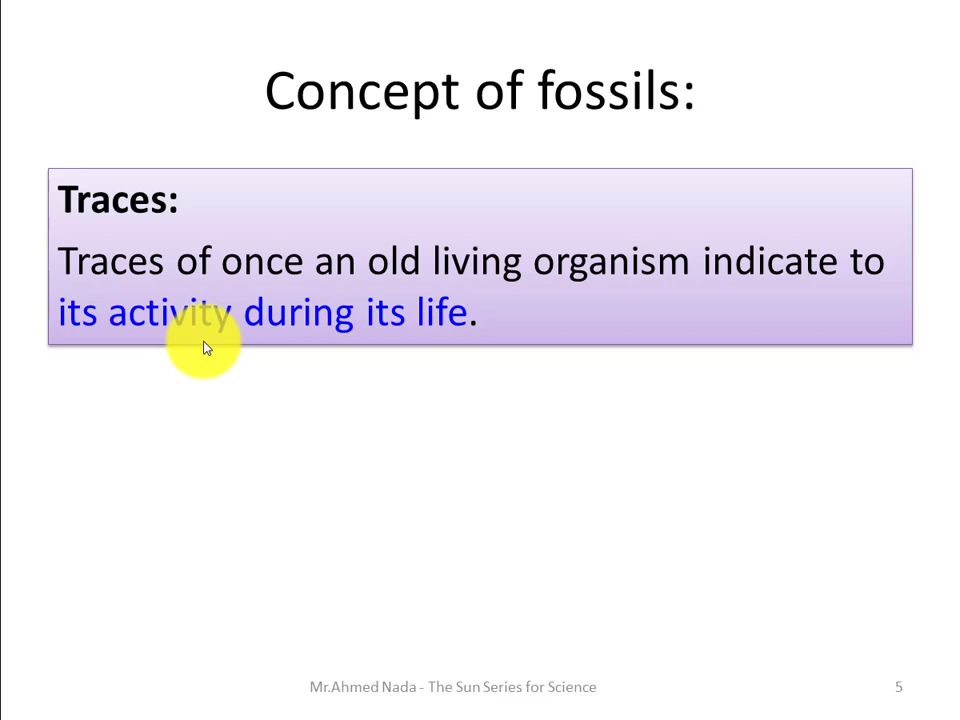 Concept of fossils:
Traces:
Traces of once an old living organism indicate to
its activity during its life.
Mr.Ahmed Nada - The Sun Series for Science
5